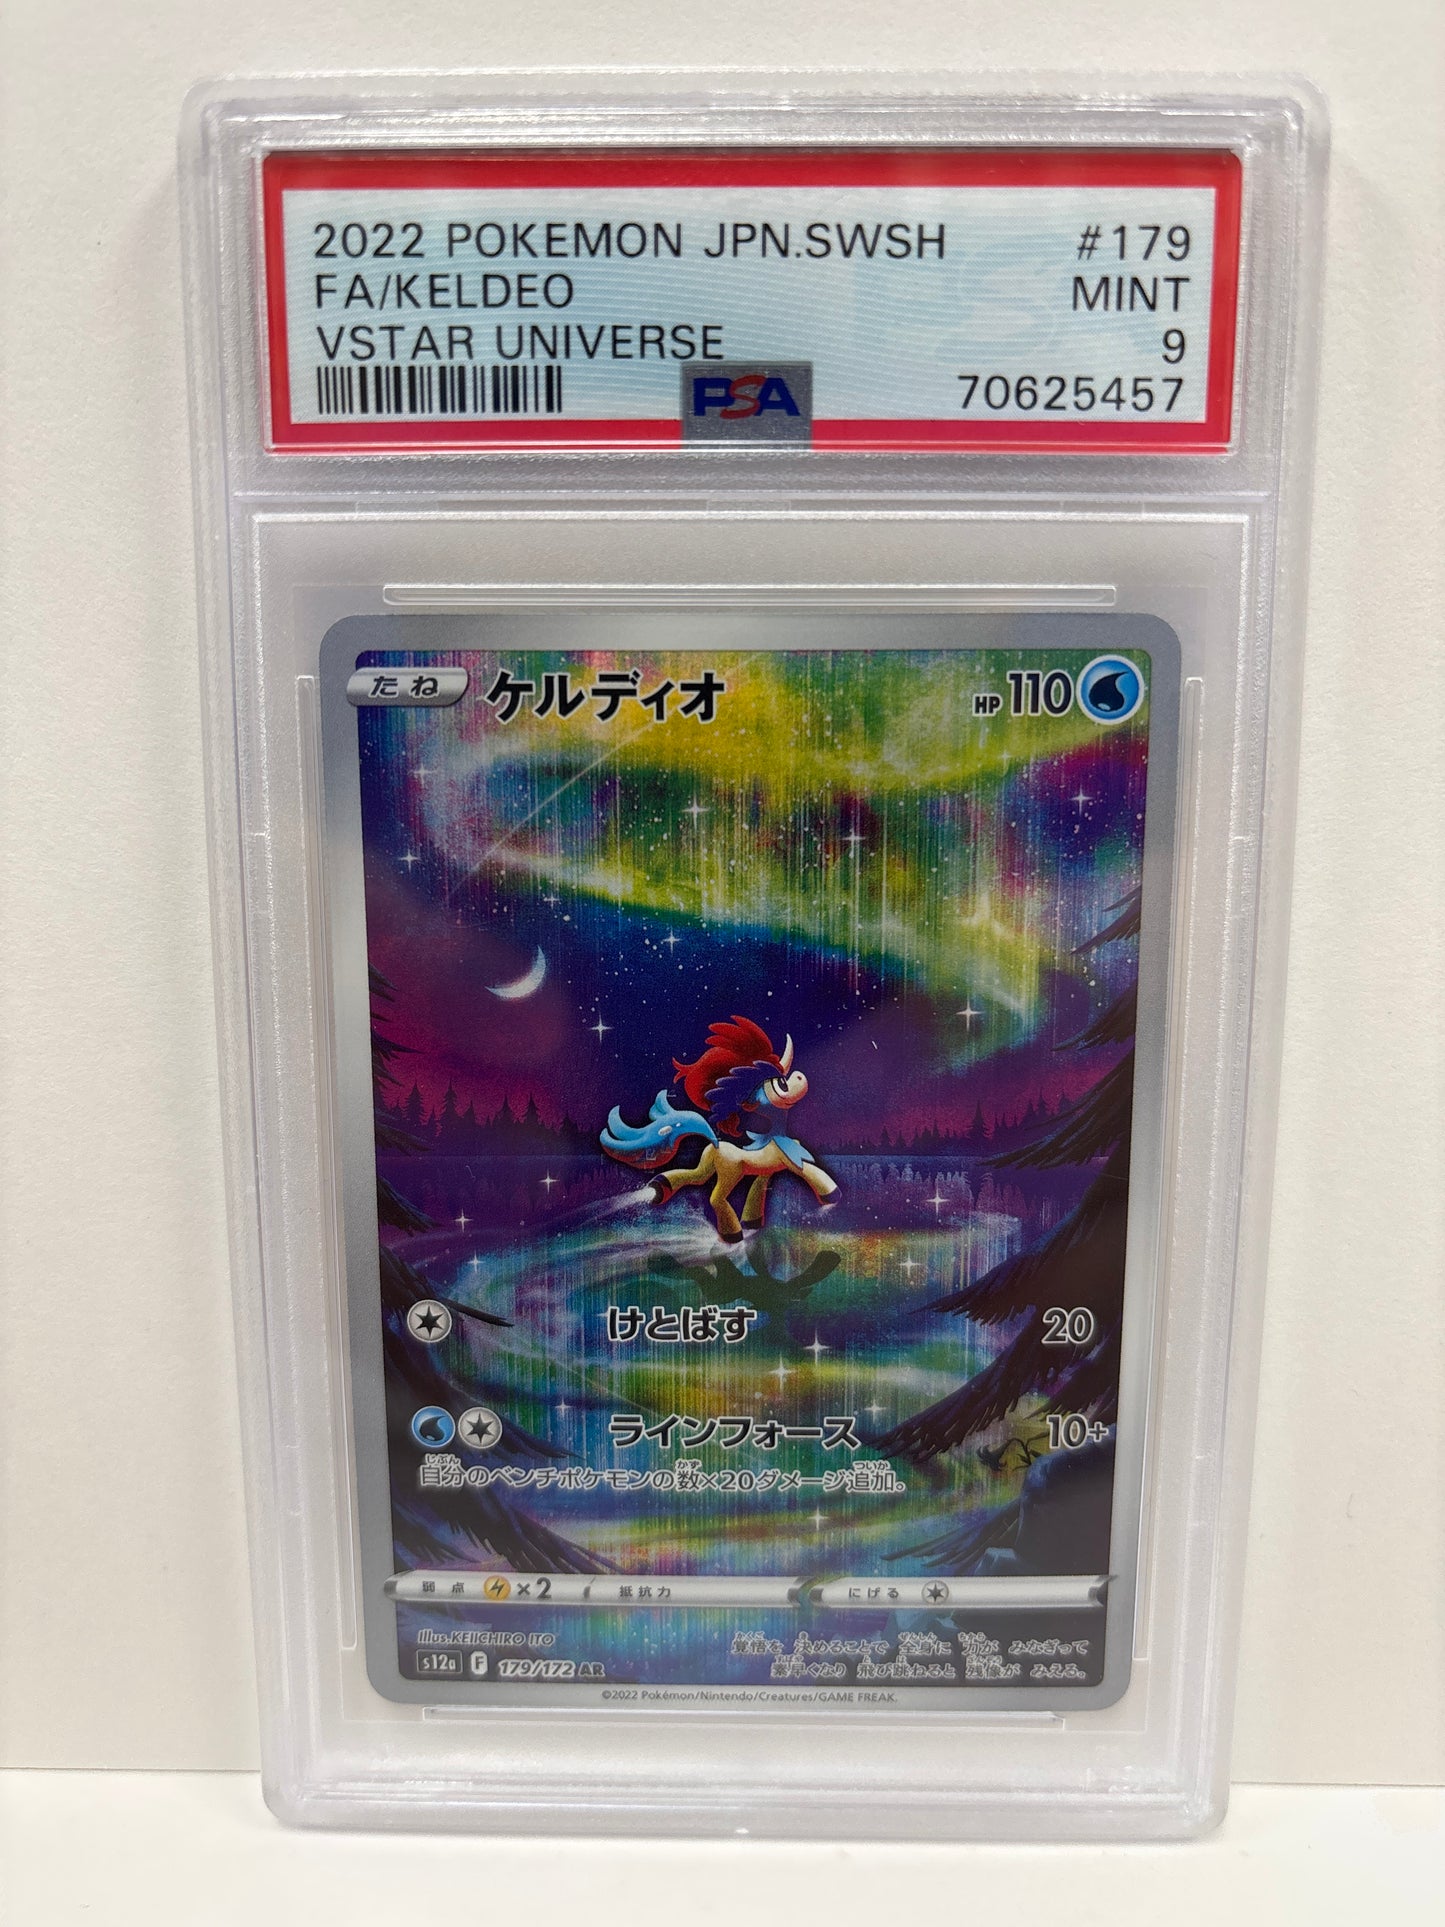 2022 POKEMON JPN.SWSH #179
FA/KELDEO MINT
VSTAR UNIVERSE 9
PSA 70625457
たね ケルディオ HP 110
けとばす 20
ラインフォース 10+
自分のベンチポケモンの数×20ダメージ追加。
弱点 ×2 抵抗力 にげる
Illus.KEIICHIRO ITO
覚悟を 決めることで 全身に 力が みなぎって
素早くなり 飛び跳ねると 残像が みえる。
s12a F 179/172 AR
©2022 Pokémon/Nintendo/Creatures/GAME FREAK.